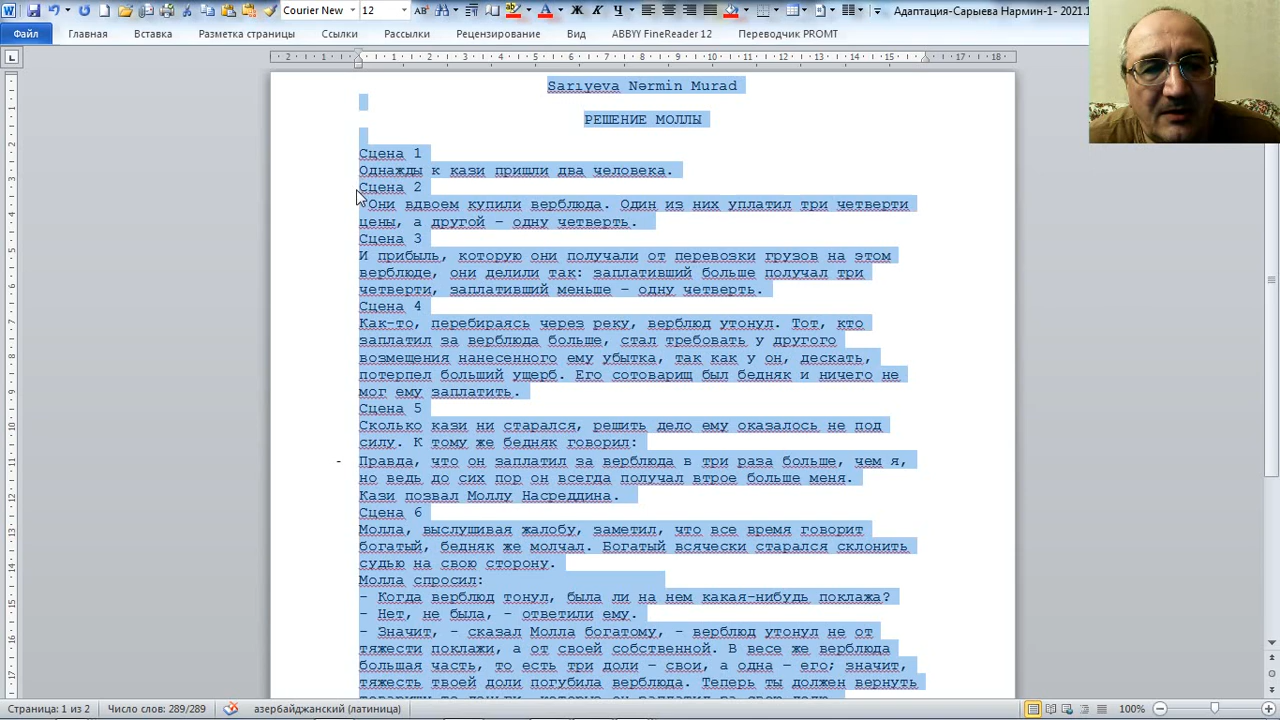 Courier New
12
Адаптация-Сарыева Нармин-1- 2021.1
Файл
Главная
Вставка
Разметка страницы
Ссылки
Рассылки
Рецензирование
Вид
ABBYY FineReader 12
Переводчик PROMT
Sarıyeva Nərmin Murad
РЕШЕНИЕ МОЛЛЫ
Сцена 1
Однажды к кази пришли два человека.
Сцена 2
Они вдвоем купили верблюда. Один из них уплатил три четверти
цены, а другой – одну четверть.
Сцена 3
И прибыль, которую они получали от перевозки грузов на этом
верблюде, они делили так: заплативший больше получал три
четверти, заплативший меньше – одну четверть.
Сцена 4
Как-то, перебираясь через реку, верблюд утонул. Тот, кто
заплатил за верблюда больше, стал требовать у другого
возмещения нанесенного ему убытка, так как у он, дескать,
потерпел больший ущерб. Его сотоварищ был бедняк и ничего не
мог ему заплатить.
Сцена 5
Сколько кази ни старался, решить дело ему оказалось не под
силу. К тому же бедняк говорил:
- Правда, что он заплатил за верблюда в три раза больше, чем я,
но ведь до сих пор он всегда получал втрое больше меня.
Кази позвал Моллу Насреддина.
Сцена 6
Молла, выслушивая жалобу, заметил, что все время говорит
богатый, бедняк же молчал. Богатый всячески старался склонить
судью на свою сторону.
Молла спросил:
– Когда верблюд тонул, была ли на нем какая-нибудь поклажа?
– Нет, не была, – ответили ему.
– Значит, – сказал Молла богатому, – верблюд утонул не от
тяжести поклажи, а от своей собственной. В весе же верблюда
большая часть, то есть три доли – свои, а одна – его; значит,
тяжесть твоей доли погубила верблюда. Теперь ты должен вернуть
Страница: 1 из 2
Число слов: 289/289
азербайджанский (латиница)
100%